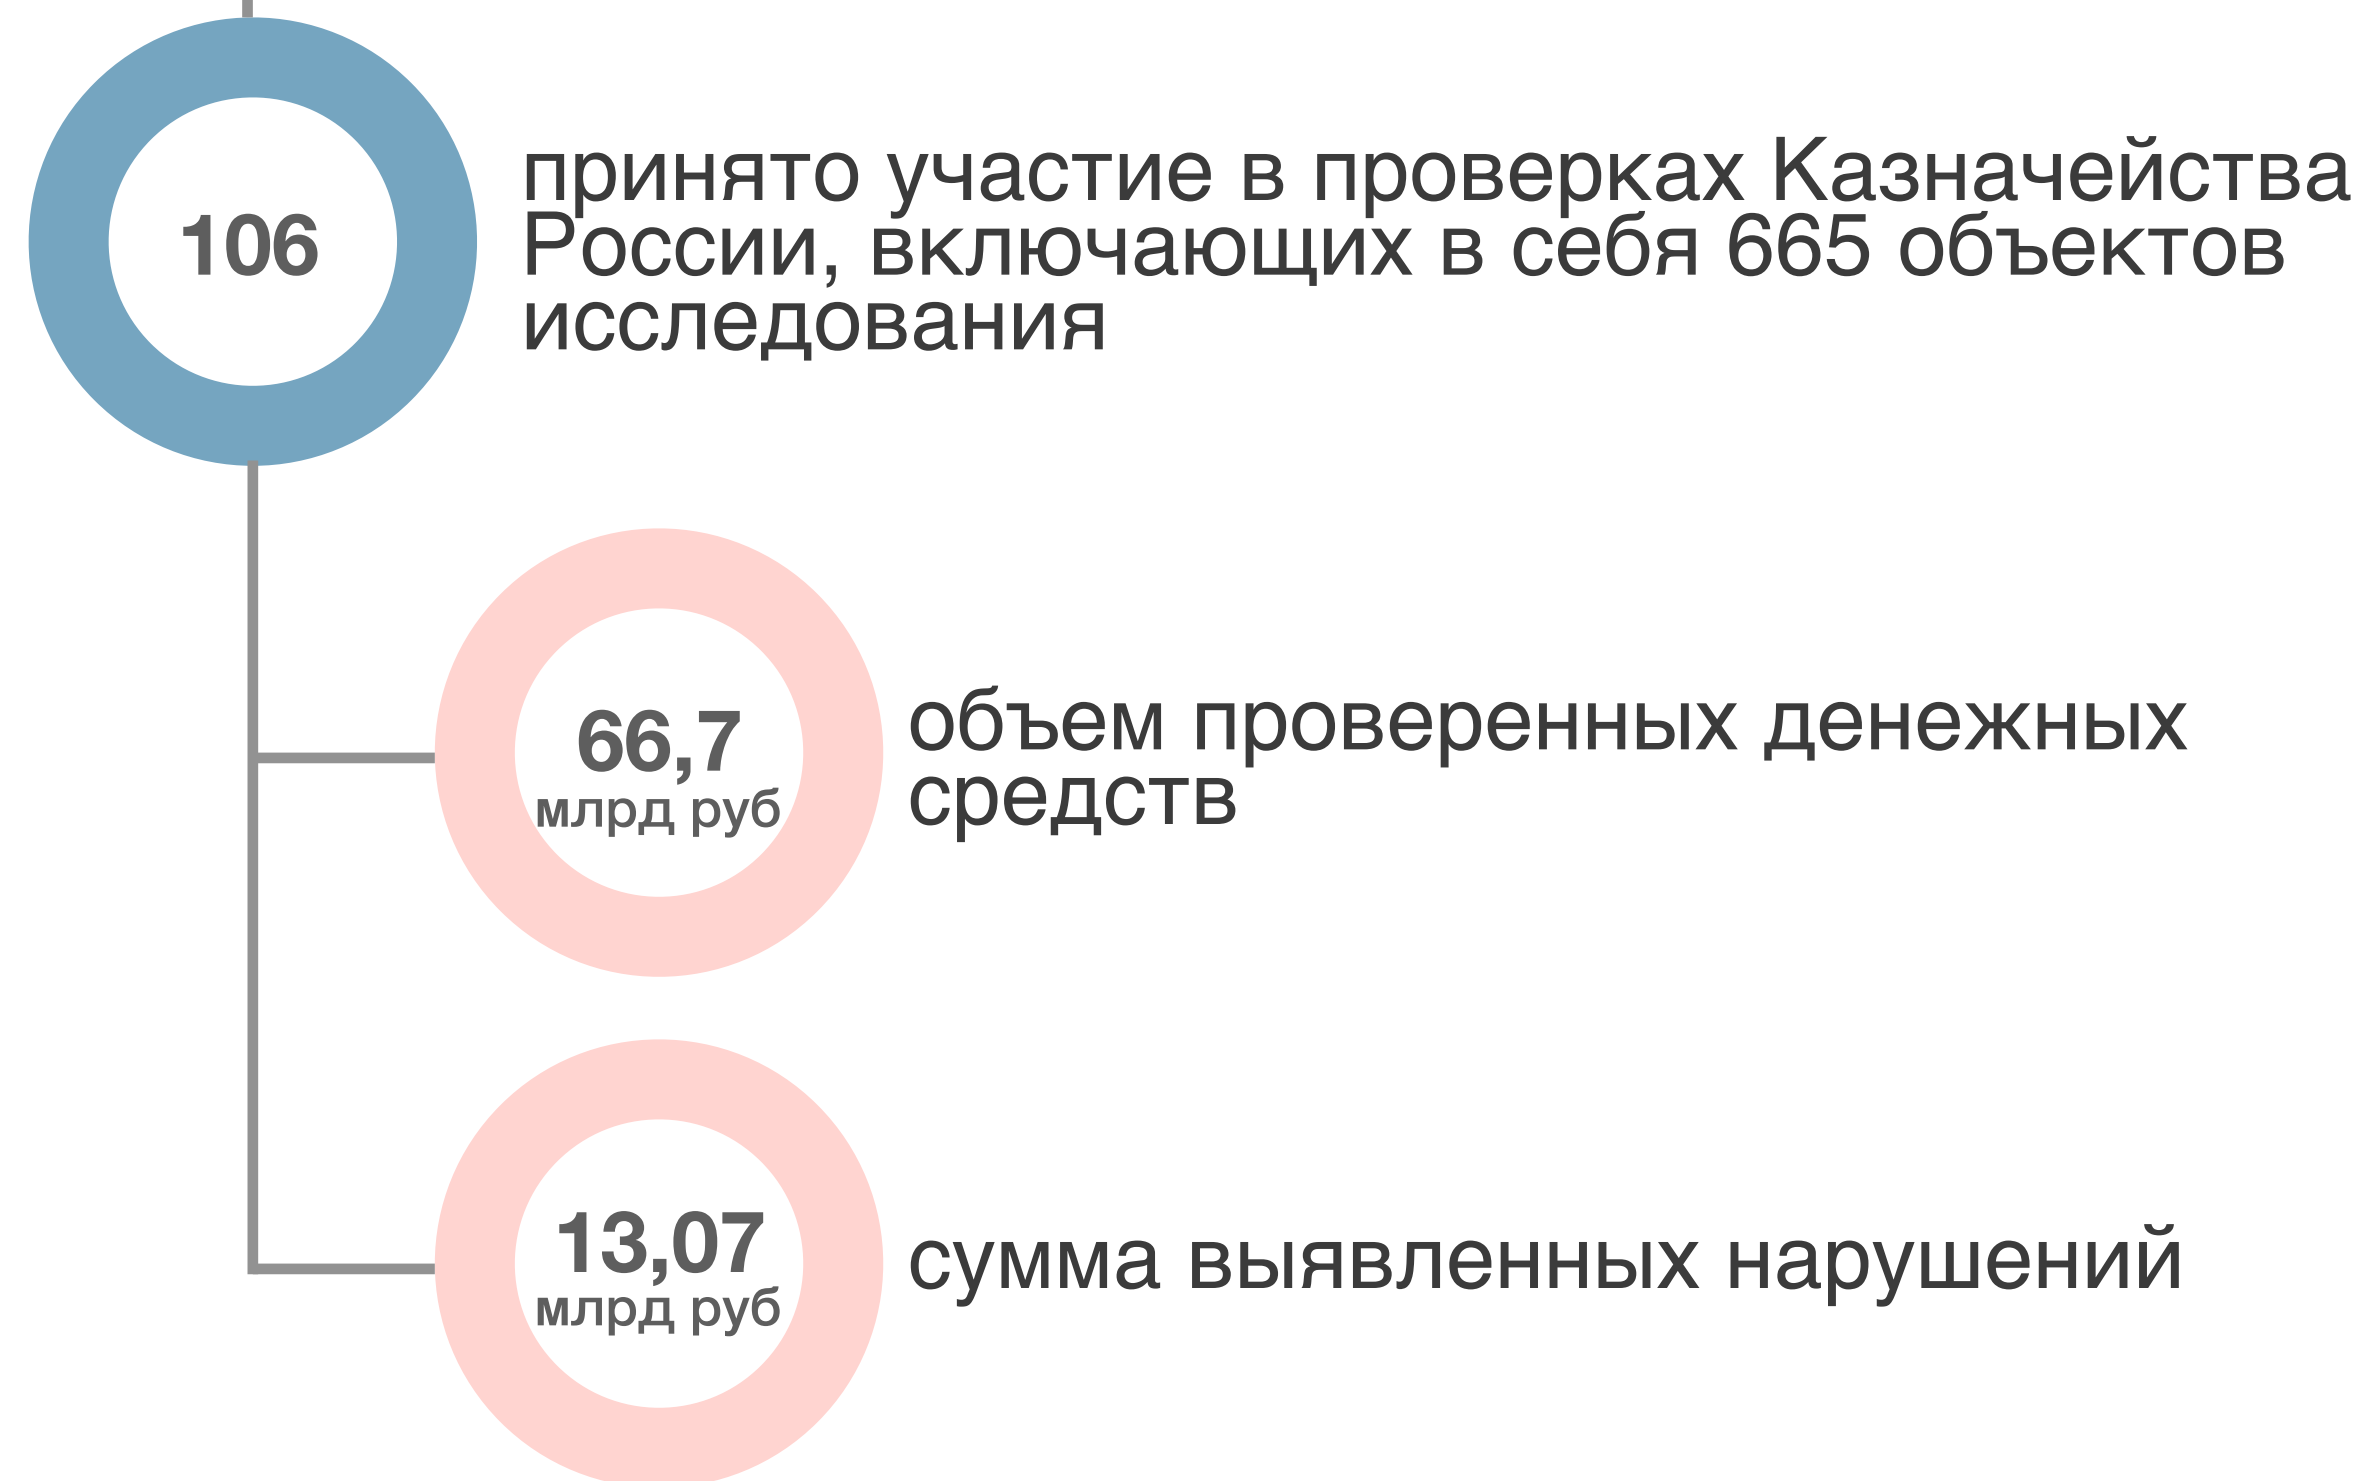 106
принято участие в проверках Казначейства
России, включающих в себя 665 объектов
исследования
66,7
млрд руб
объем проверенных денежных
средств
13,07
млрд руб
сумма выявленных нарушений